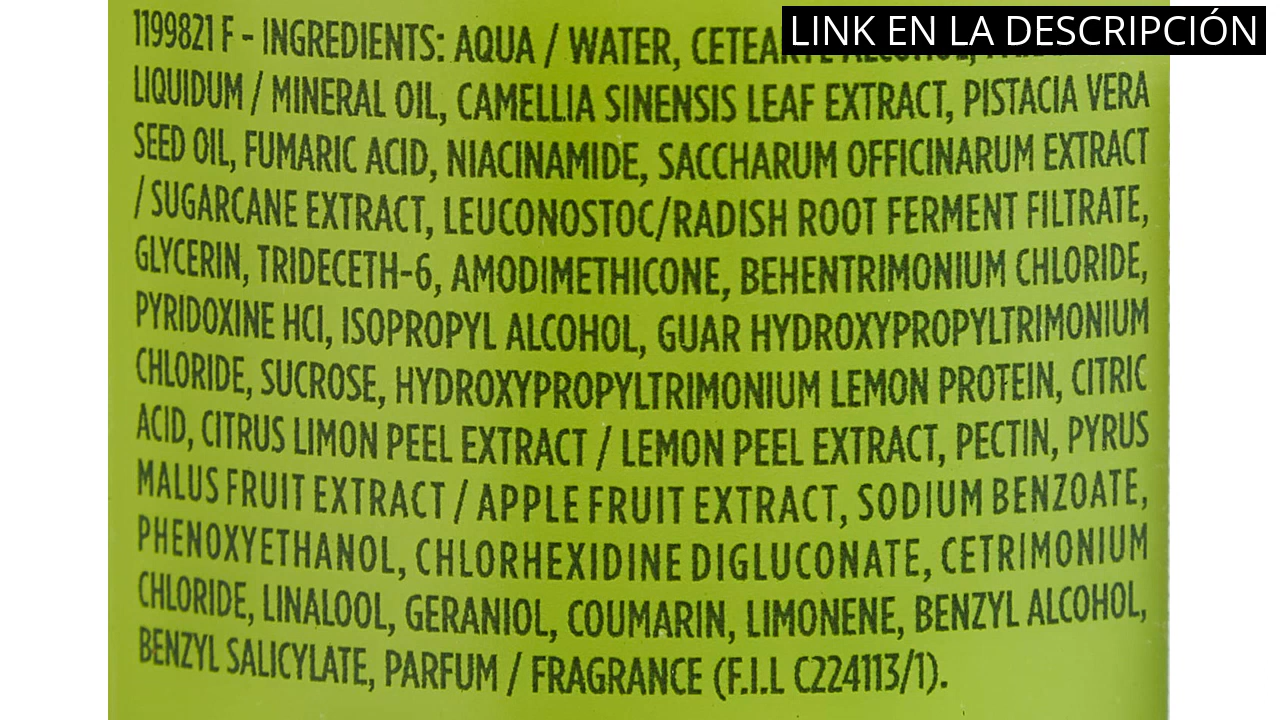 LINK EN LA DESCRIPCIÓN
1199821 F - INGREDIENTS: AQUA / WATER,
LIQUIDUM / MINERAL OIL, CAMELLIA SINENSIS LEAF EXTRACT, PISTACIA VERA
SEED OIL, FUMARIC ACID, NIACINAMIDE, SACCHARUM OFFICINARUM EXTRACT
/ SUGARCANE EXTRACT, LEUCONOSTOC/RADISH ROOT FERMENT FILTRATE,
GLYCERIN, TRIDECETH-6, AMODIMETHICONE, BEHENTRIMONIUM CHLORIDE,
PYRIDOXINE HCI, ISOPROPYL ALCOHOL, GUAR HYDROXYPROPYLTRIMONIUM
CHLORIDE, SUCROSE, HYDROXYPROPYLTRIMONIUM LEMON PROTEIN, CITRIC
ACID, CITRUS LIMON PEEL EXTRACT / LEMON PEEL EXTRACT, PECTIN, PYRUS
MALUS FRUIT EXTRACT / APPLE FRUIT EXTRACT, SODIUM BENZOATE,
PHENOXYETHANOL, CHLORHEXIDINE DIGLUCONATE, CETRIMONIUM
CHLORIDE, LINALOOL, GERANIOL, COUMARIN, LIMONENE, BENZYL ALCOHOL,
BENZYL SALICYLATE, PARFUM / FRAGRANCE (F.I.L C224113/1).